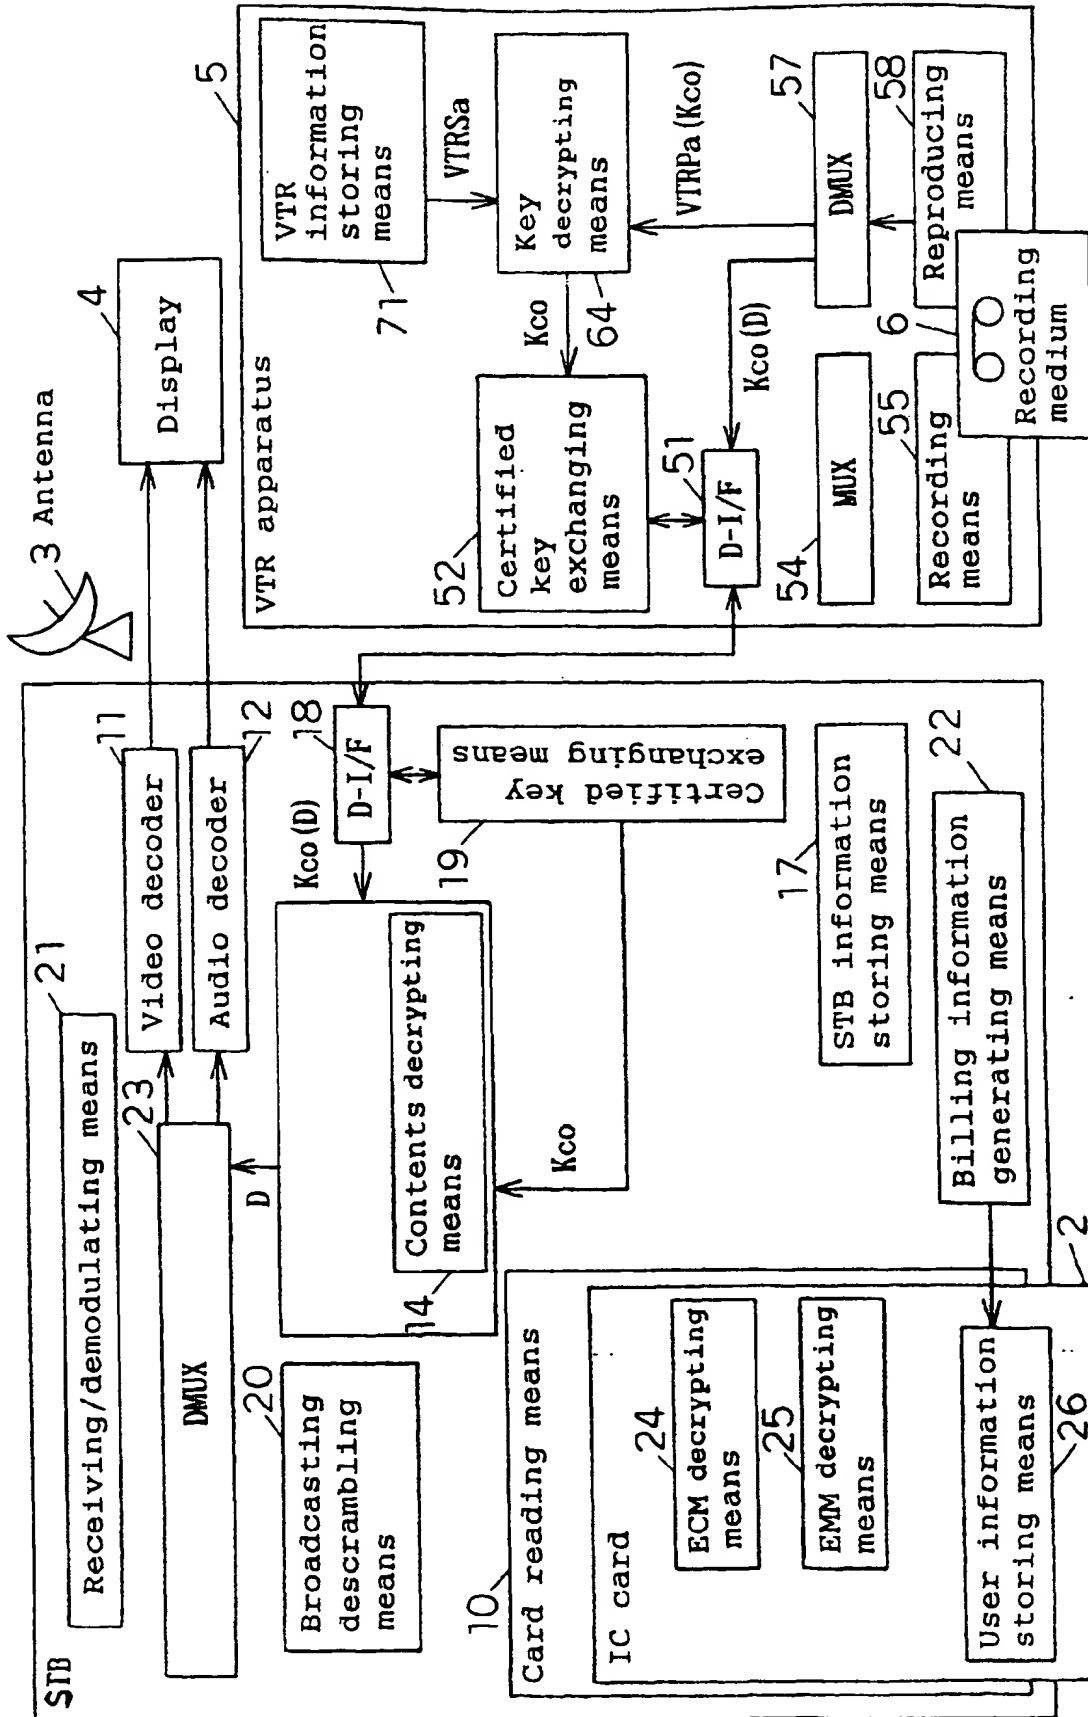 STB
21
Receiving/demodulating means
DMUX
23
11
Video decoder
12
Audio decoder
3 Antenna
4
Display
20
Broadcasting
descrambling
means
D
14
Contents decrypting
means
Kco(D)
18
D-I/F
19
Certified key
exchanging means
Kco
10
Card reading means
IC card
24
ECM decrypting
means
25
EMM decrypting
means
User information
storing means
26
2
17
STB information
storing means
22
Billing information
generating means
5
VTR apparatus
VTR
information
storing
means
71
VTRSa
Key
decrypting
means
64
Kco
52
Certified
key
exchanging
means
51
D-I/F
Kco(D)
VTRPa(Kco)
54
MUX
57
DMUX
55
Recording
means
58
Reproducing
means
6
Recording
medium